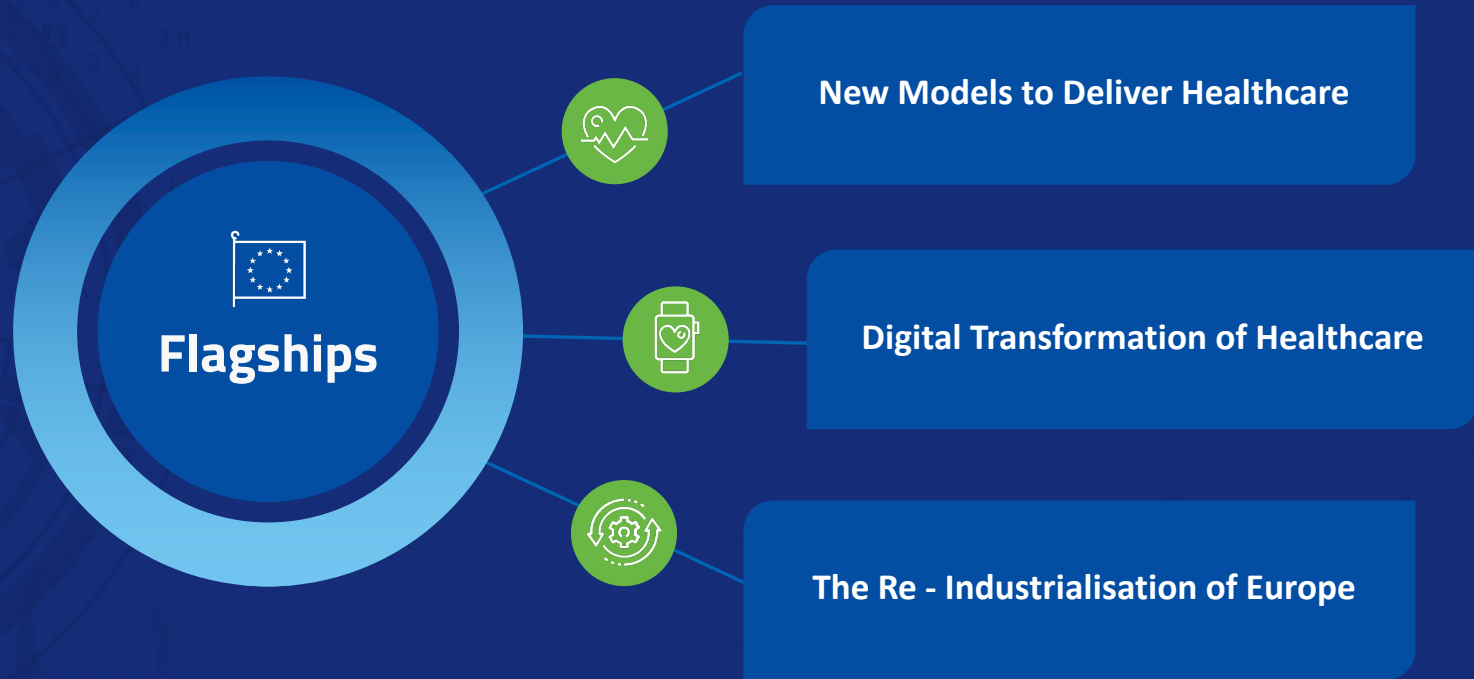 Flagships
New Models to Deliver Healthcare
Digital Transformation of Healthcare
The Re - Industrialisation of Europe